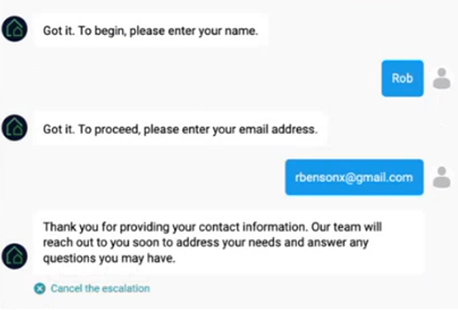 Got it. To begin, please enter your name.
Rob
Got it. To proceed, please enter your email address.
rbensonx@gmail.com
Thank you for providing your contact information. Our team will
reach out to you soon to address your needs and answer any
questions you may have.
Cancel the escalation